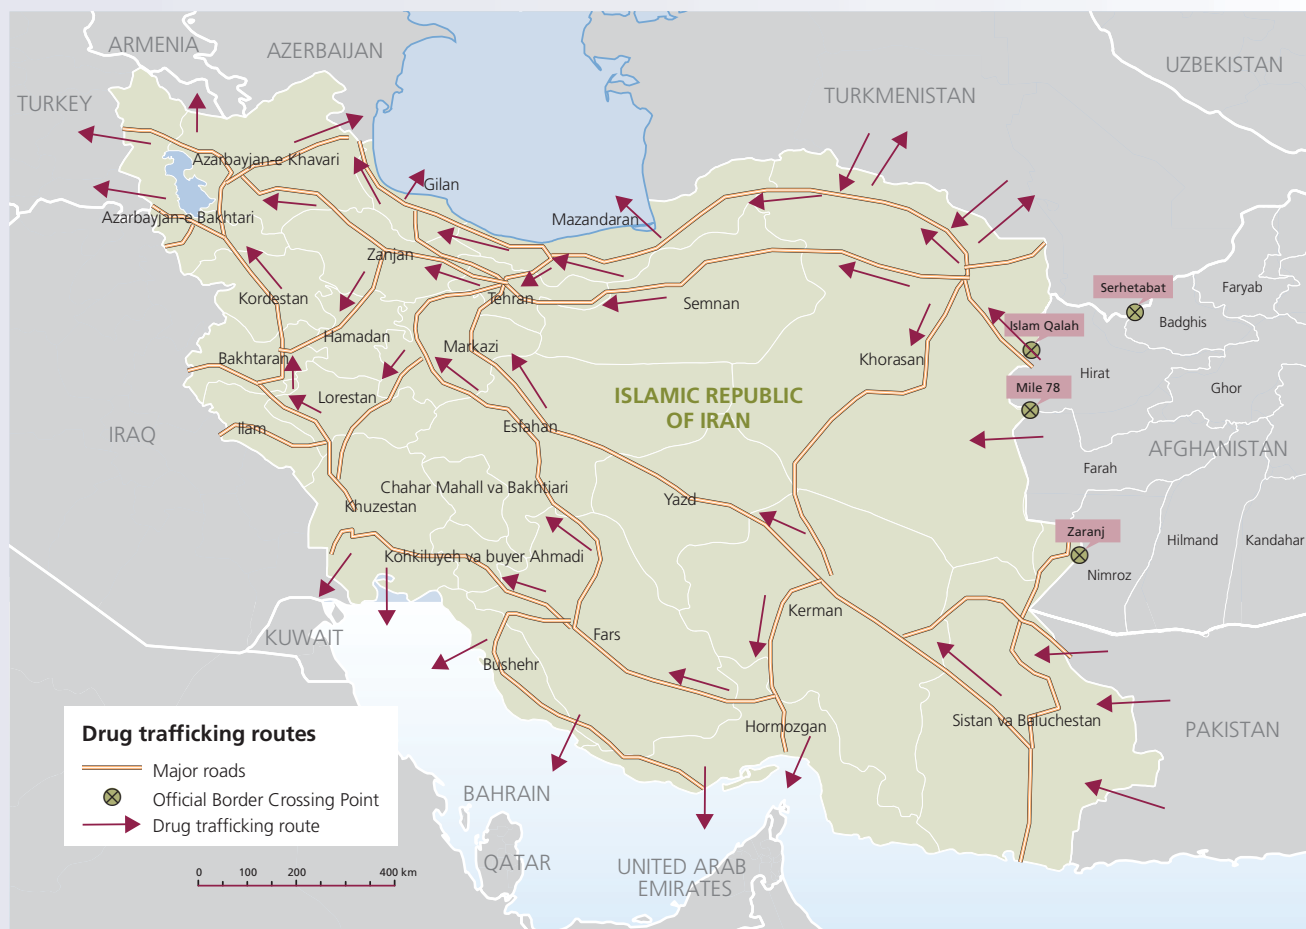 ARMENIA
AZERBAIJAN
UZBEKISTAN
TURKEY
TURKMENISTAN
Azarbayjan-e Khavari
Gilan
Azarbayjan-e Bakhtari
Mazandaran
Zanjan
Serhetabat
Faryab
Kordestan
Tehran
Semnan
Badghis
Islam Qalah
Hamadan
Markazi
Bakhtaran
Khorasan
Hirat
Mile 78
Ghor
Lorestan
ISLAMIC REPUBLIC
OF IRAN
Ilam
Esfahan
IRAQ
AFGHANISTAN
Farah
Chahar Mahall va Bakhtiari
Yazd
Khuzestan
Zaranj
Hilmand
Kandahar
Kohkiluyeh va buyer Ahmadi
Nimroz
Kerman
KUWAIT
Fars
Bushehr
Hormozgan
Sistan va Baluchestan
PAKISTAN
Drug trafficking routes
Major roads
Official Border Crossing Point
Drug trafficking route
BAHRAIN
QATAR
UNITED ARAB
EMIRATES
0 100 200 400 km